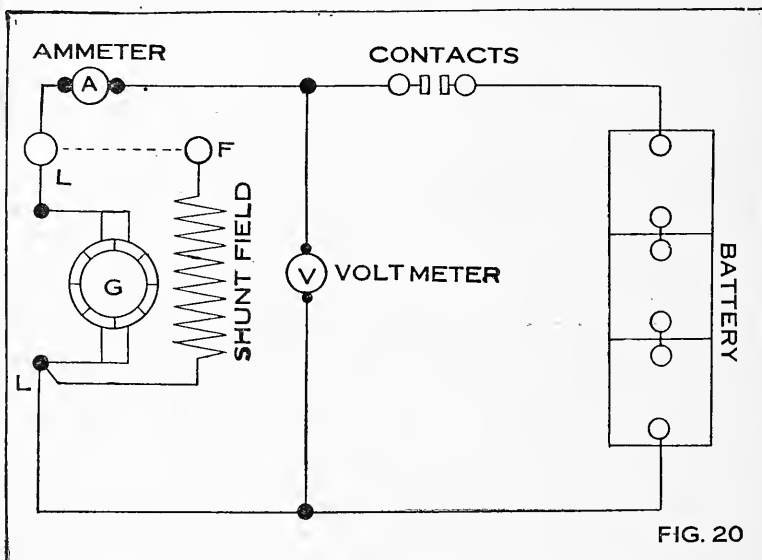 AMMETER
CONTACTS
A
F
L
SHUNT FIELD
G
V
VOLTMETER
BATTERY
L
FIG. 20